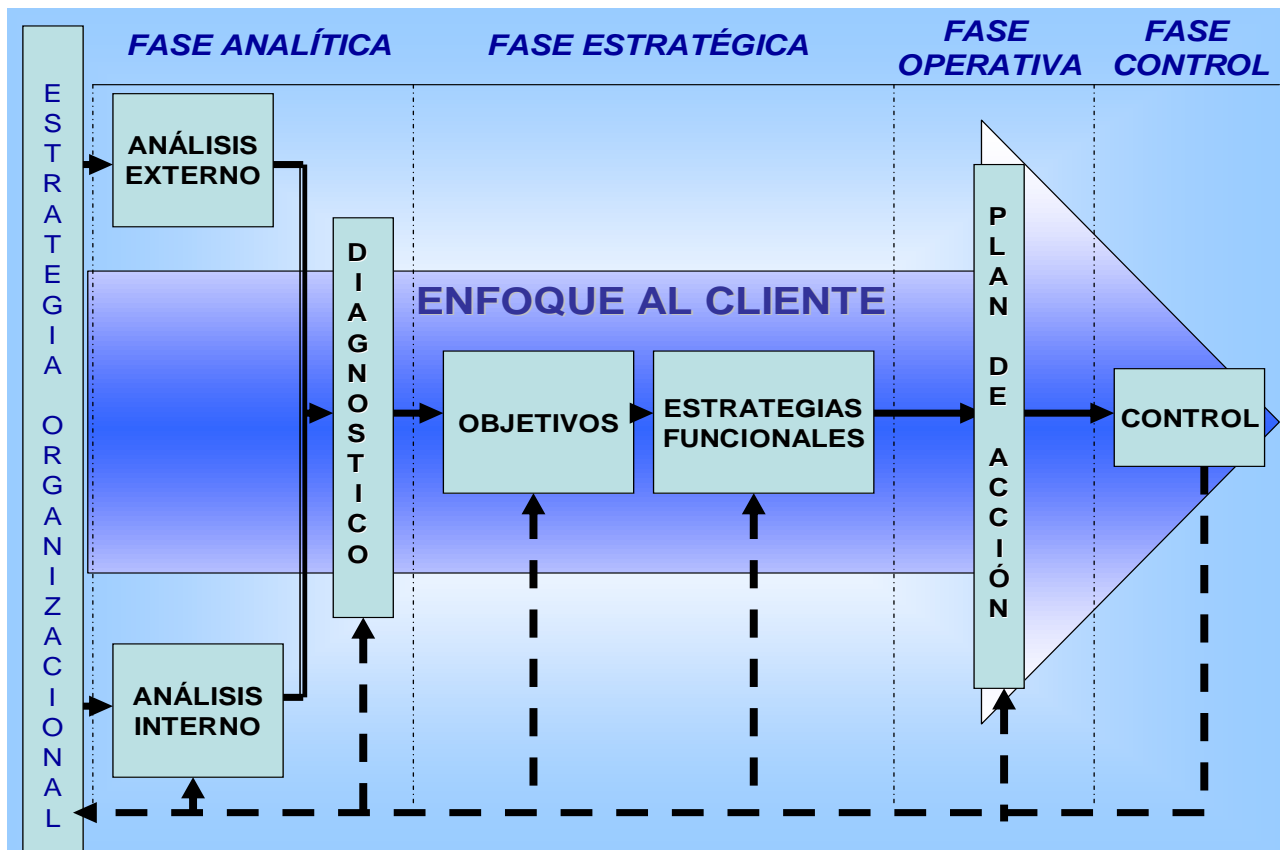 FASE ANALÍTICA
FASE ESTRATÉGICA
FASE
OPERATIVA
FASE
CONTROL
ESTRATEGIA ORGANIZACIONAL
ANÁLISIS
EXTERNO
DIAGNOSTICO
ENFOQUE AL CLIENTE
OBJETIVOS
ESTRATEGIAS
FUNCIONALES
PLAN DE ACCIÓN
CONTROL
ANÁLISIS
INTERNO